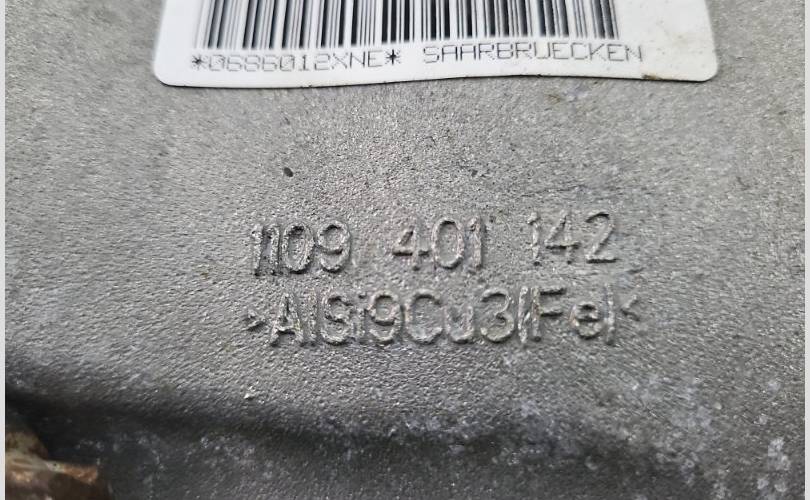 *0686012XNE* SAARBRUECKEN
1109 401 142
>AlSi9Cu3(Fe)<